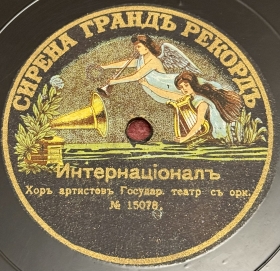 СИРЕНА ГРАНДЪ РЕКОРДЪ
Интернаціоналъ
Хоръ артистовъ Государ. театр. съ орк.
№ 15078.